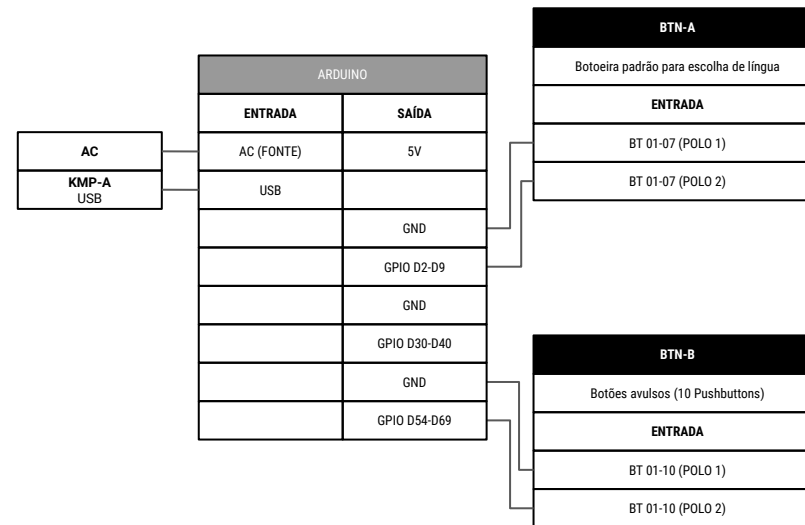 BTN-A
Botoeira padrão para escolha de língua
ENTRADA
BT 01-07 (POLO 1)
BT 01-07 (POLO 2)
ARDUINO
ENTRADA SAÍDA
AC (FONTE) 5V
USB
GND
GPIO D2-D9
GND
GPIO D30-D40
GND
GPIO D54-D69
AC
KMP-A
USB
BTN-B
Botões avulsos (10 Pushbuttons)
ENTRADA
BT 01-10 (POLO 1)
BT 01-10 (POLO 2)